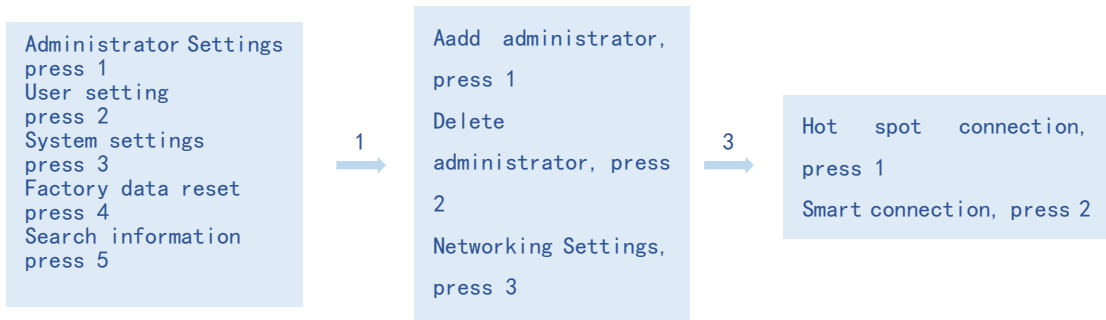 Administrator Settings
press 1
User setting
press 2
System settings
press 3
Factory data reset
press 4
Search information
press 5
1
Aadd administrator,
press 1
Delete
administrator, press
2
Networking Settings,
press 3
3
Hot spot connection,
press 1
Smart connection, press 2